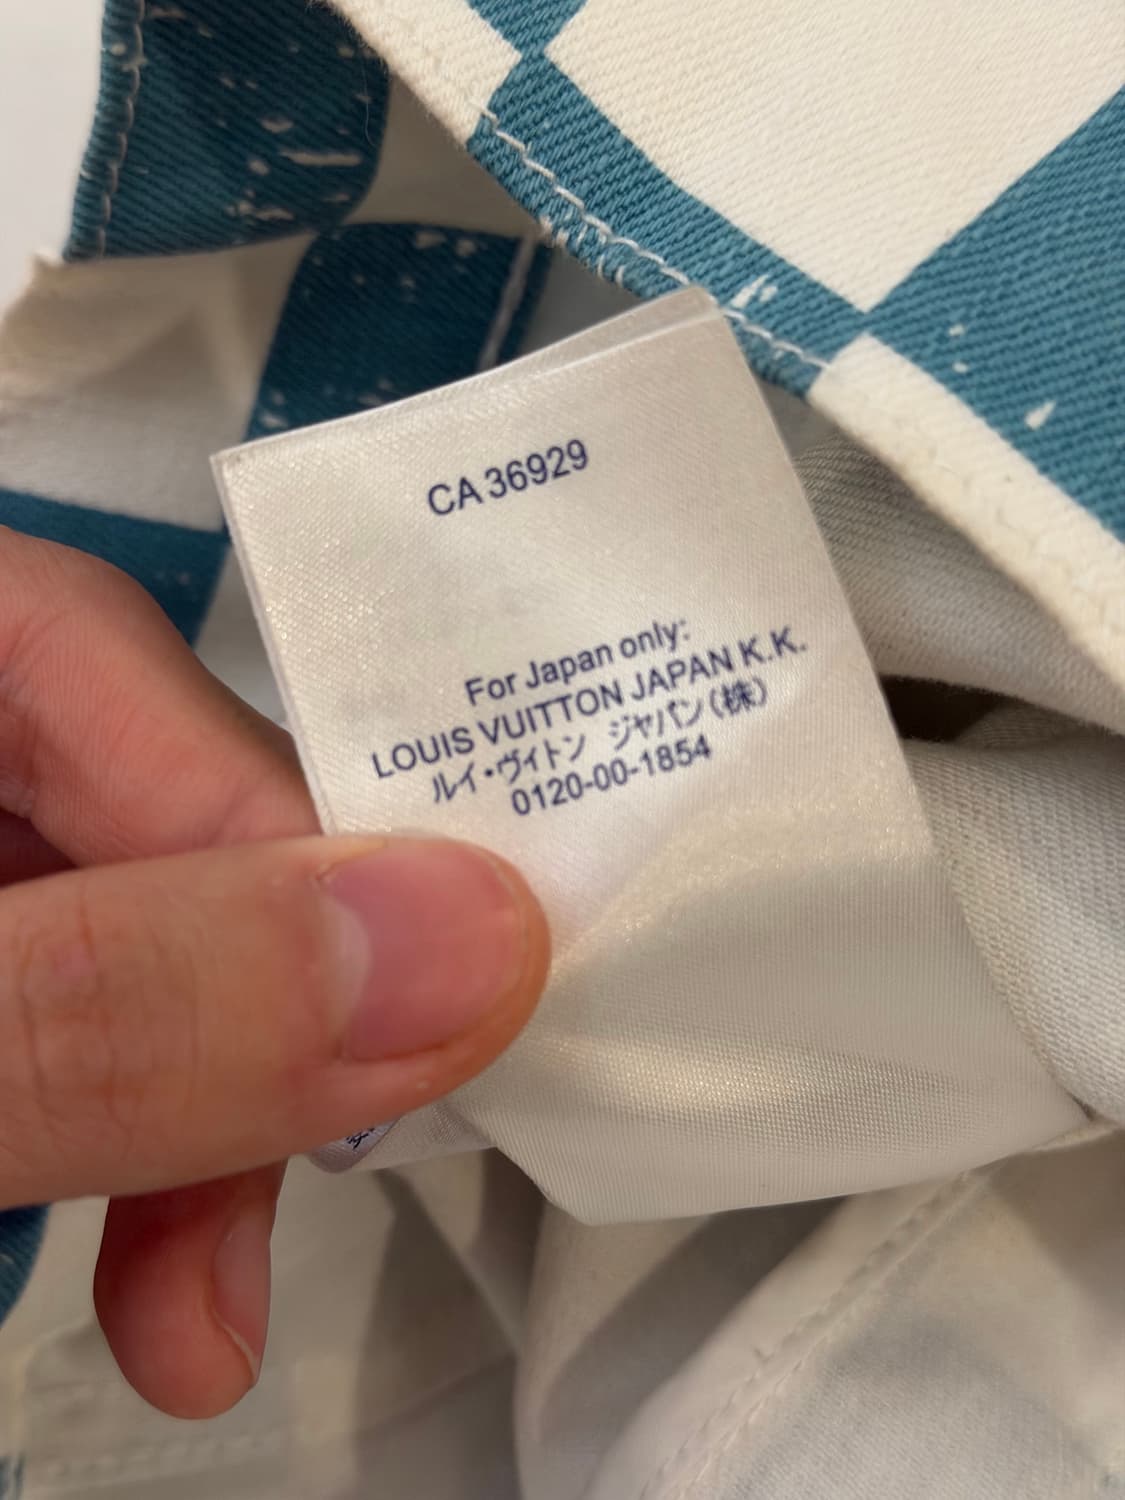 CA 36929
For Japan only:
LOUIS VUITTON JAPAN K.K.
ルイ・ヴィトン ジャパン(株)
0120-00-1854